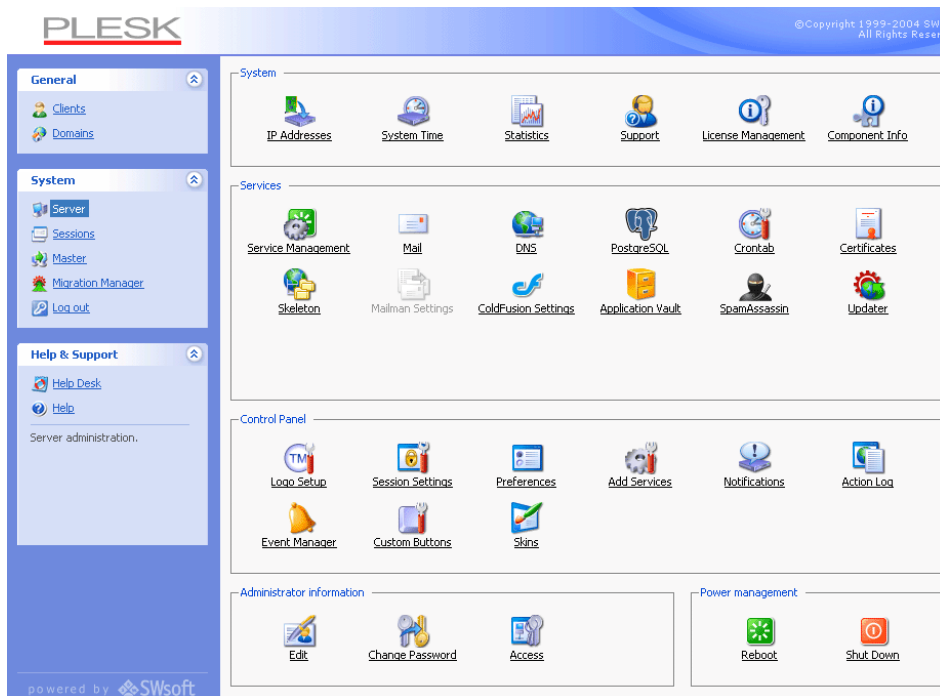 PLESK
©Copyright 1999-2004 SW
All Rights Reser
General
Clients
Domains
System
Server
Sessions
Master
Migration Manager
Log out
Help & Support
Help Desk
Help
Server administration.
powered by SWsoft
System
IP Addresses System Time Statistics Support License Management Component Info
Services
Service Management Mail DNS PostgreSQL Crontab Certificates
Skeleton Mailman Settings ColdFusion Settings Application Vault SpamAssassin Updater
Control Panel
TM
Logo Setup Session Settings Preferences Add Services Notifications Action Log
Event Manager Custom Buttons Skins
Administrator information
Edit Change Password Access
Power management
Reboot Shut Down